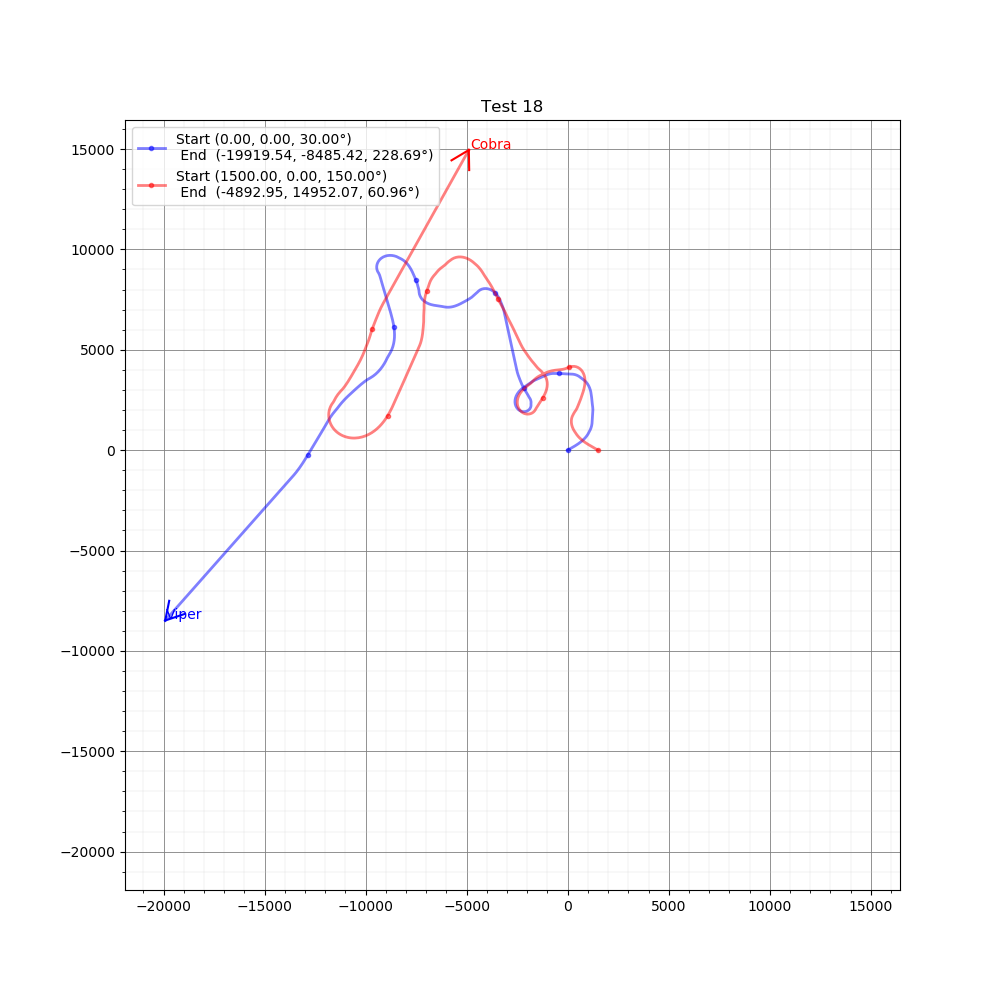 Test 18
Start (0.00, 0.00, 30.00°)
End (-19919.54, -8485.42, 228.69°)
Start (1500.00, 0.00, 150.00°)
End (-4892.95, 14952.07, 60.96°)
Cobra
Viper
15000
10000
5000
0
−5000
−10000
−15000
−20000
−20000 −15000 −10000 −5000 0 5000 10000 15000